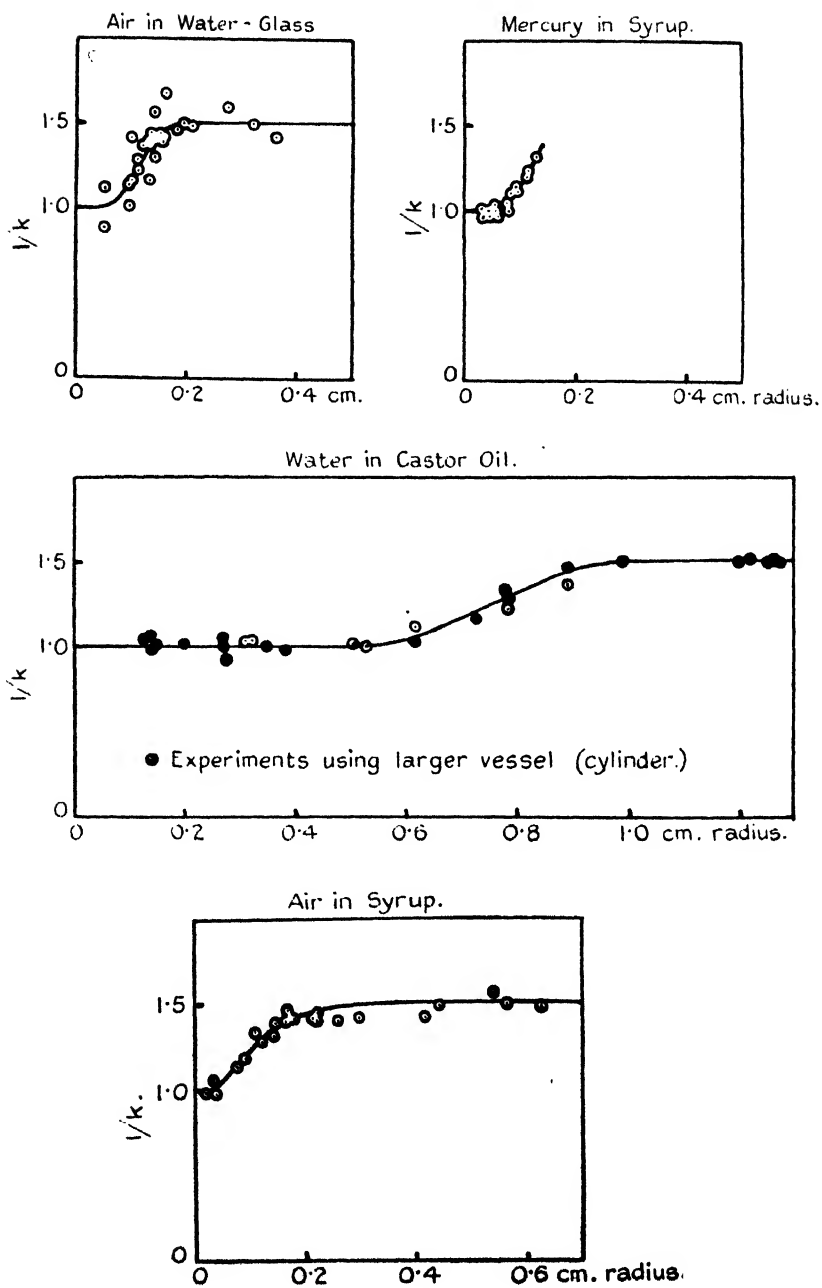 Air in Water-Glass
1·5
1·0
0
1/k
0 0·2 0·4 cm.
Mercury in Syrup.
1·5
1·0
0
1/k
0 0·2 0·4 cm. radius.
Water in Castor Oil.
1·5
1·0
0
1/k
● Experiments using larger vessel (cylinder.)
0 0·2 0·4 0·6 0·8 1·0 cm. radius.
Air in Syrup.
1·5
1·0
0
1/k.
0 0·2 0·4 0·6 cm. radius.